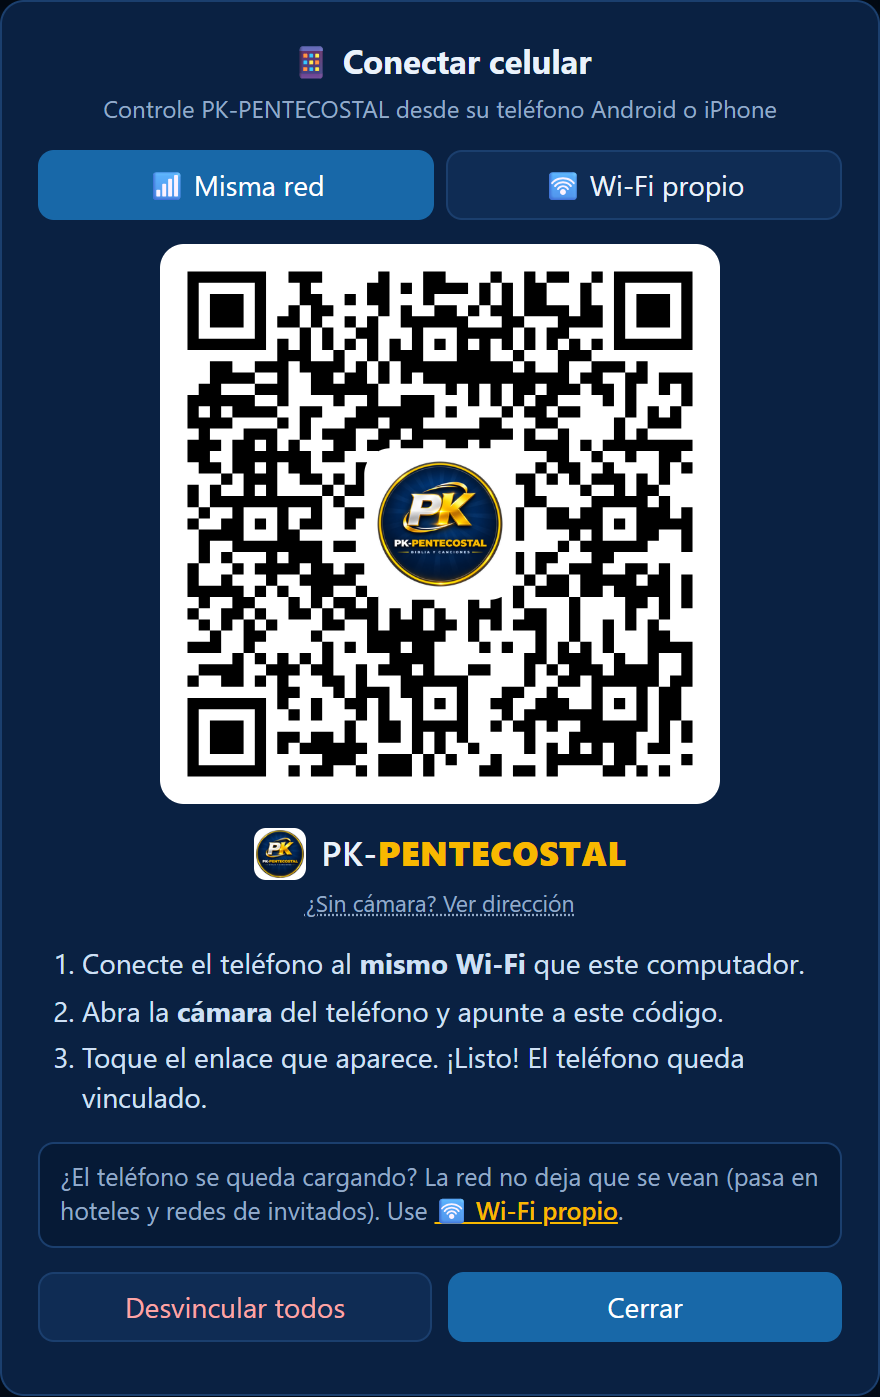 Conectar celular
Controle PK-PENTECOSTAL desde su teléfono Android o iPhone
Misma red
Wi-Fi propio
PK
PK-PENTECOSTAL
BIBLIA Y CANCIONES
PK-PENTECOSTAL
¿Sin cámara? Ver dirección
1. Conecte el teléfono al mismo Wi-Fi que este computador.
2. Abra la cámara del teléfono y apunte a este código.
3. Toque el enlace que aparece. ¡Listo! El teléfono queda
vinculado.
¿El teléfono se queda cargando? La red no deja que se vean (pasa en
hoteles y redes de invitados). Use Wi-Fi propio.
Desvincular todos
Cerrar